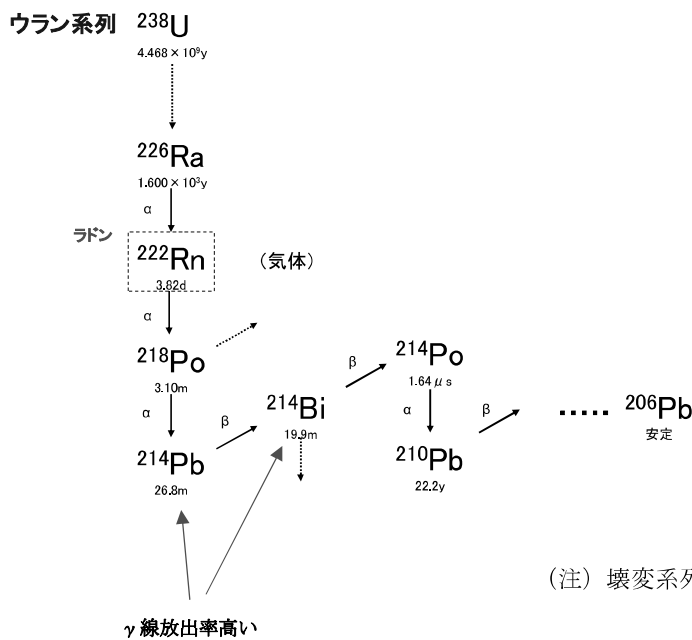 ウラン系列 ²³⁸U
4.468 × 10⁹y
²²⁶Ra
1.600 × 10³y
α
ラドン
²²²Rn (気体)
3.82d
α
²¹⁸Po
3.10m
α
β
²¹⁴Bi
19.9m
β
²¹⁴Po
1.64 μs
α
β
..... ²⁰⁶Pb
安定
²¹⁴Pb
26.8m
²¹⁰Pb
22.2y
(注) 壊変系列
γ 線放出率高い